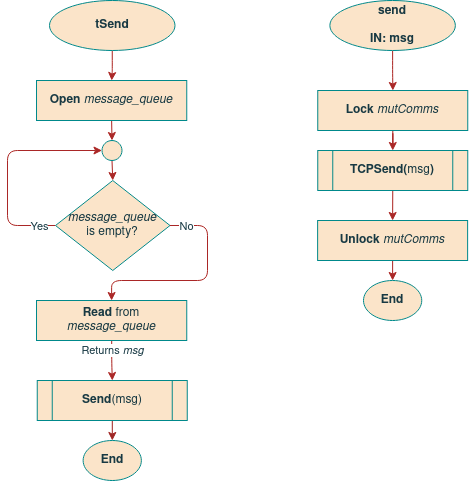 tSend
Open message_queue
message_queue
is empty?
Yes
No
Read from
message_queue
Returns msg
Send(msg)
End
send
IN: msg
Lock mutComms
TCPSend(msg)
Unlock mutComms
End